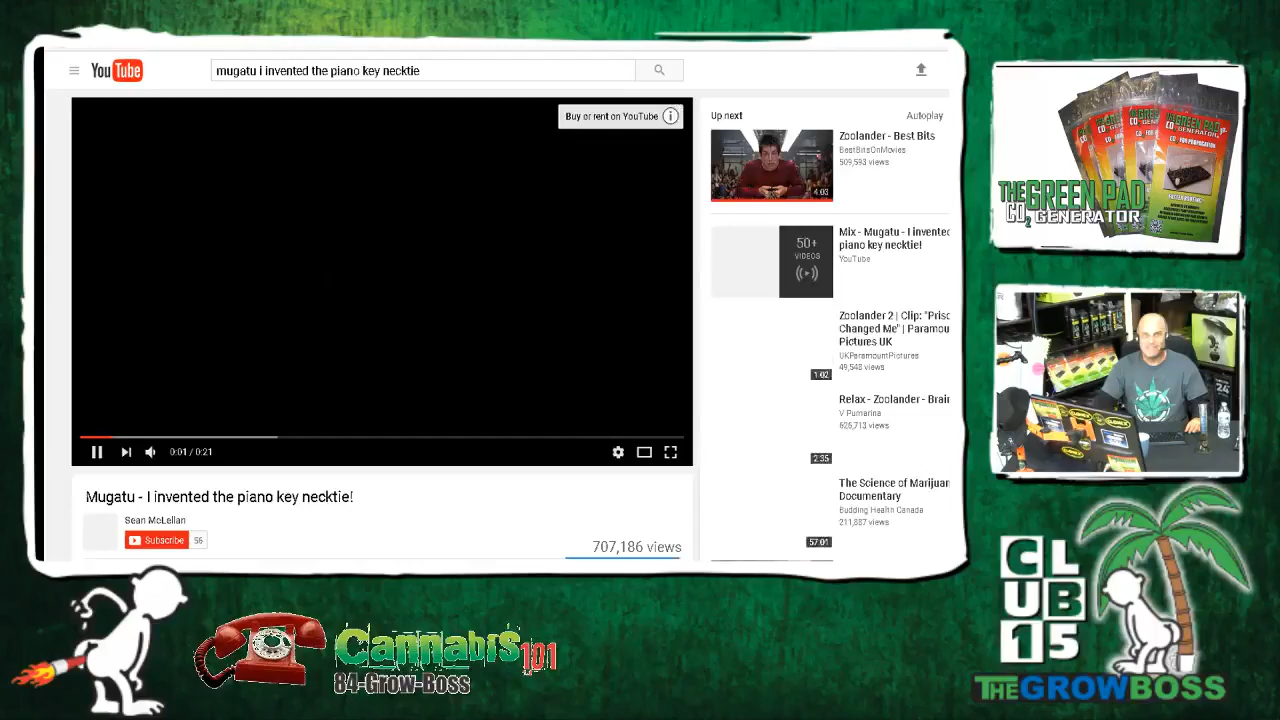 YouTube
mugatu i invented the piano key necktie
Buy or rent on YouTube
0:01 / 0:21
Mugatu - I invented the piano key necktie!
Sean McLellan
Subscribe 56
707,186 views
Up next Autoplay
Zoolander - Best Bits
BestBitsOnMovies
509,593 views
4:03
Mix - Mugatu - I invented
piano key necktie!
YouTube
50+
VIDEOS
Zoolander 2 | Clip: "Prisc
Changed Me" | Paramou
Pictures UK
UKParamountPictures
49,548 views
1:02
Relax - Zoolander - Brain
V Pumarina
626,713 views
2:35
The Science of Marijuan
Documentary
Budding Health Canada
211,887 views
57:01
THE GREEN PAD
CO2 GENERATOR
CLUB
15
THEGROWBOSS
Cannabis 101
84-Grow-Boss